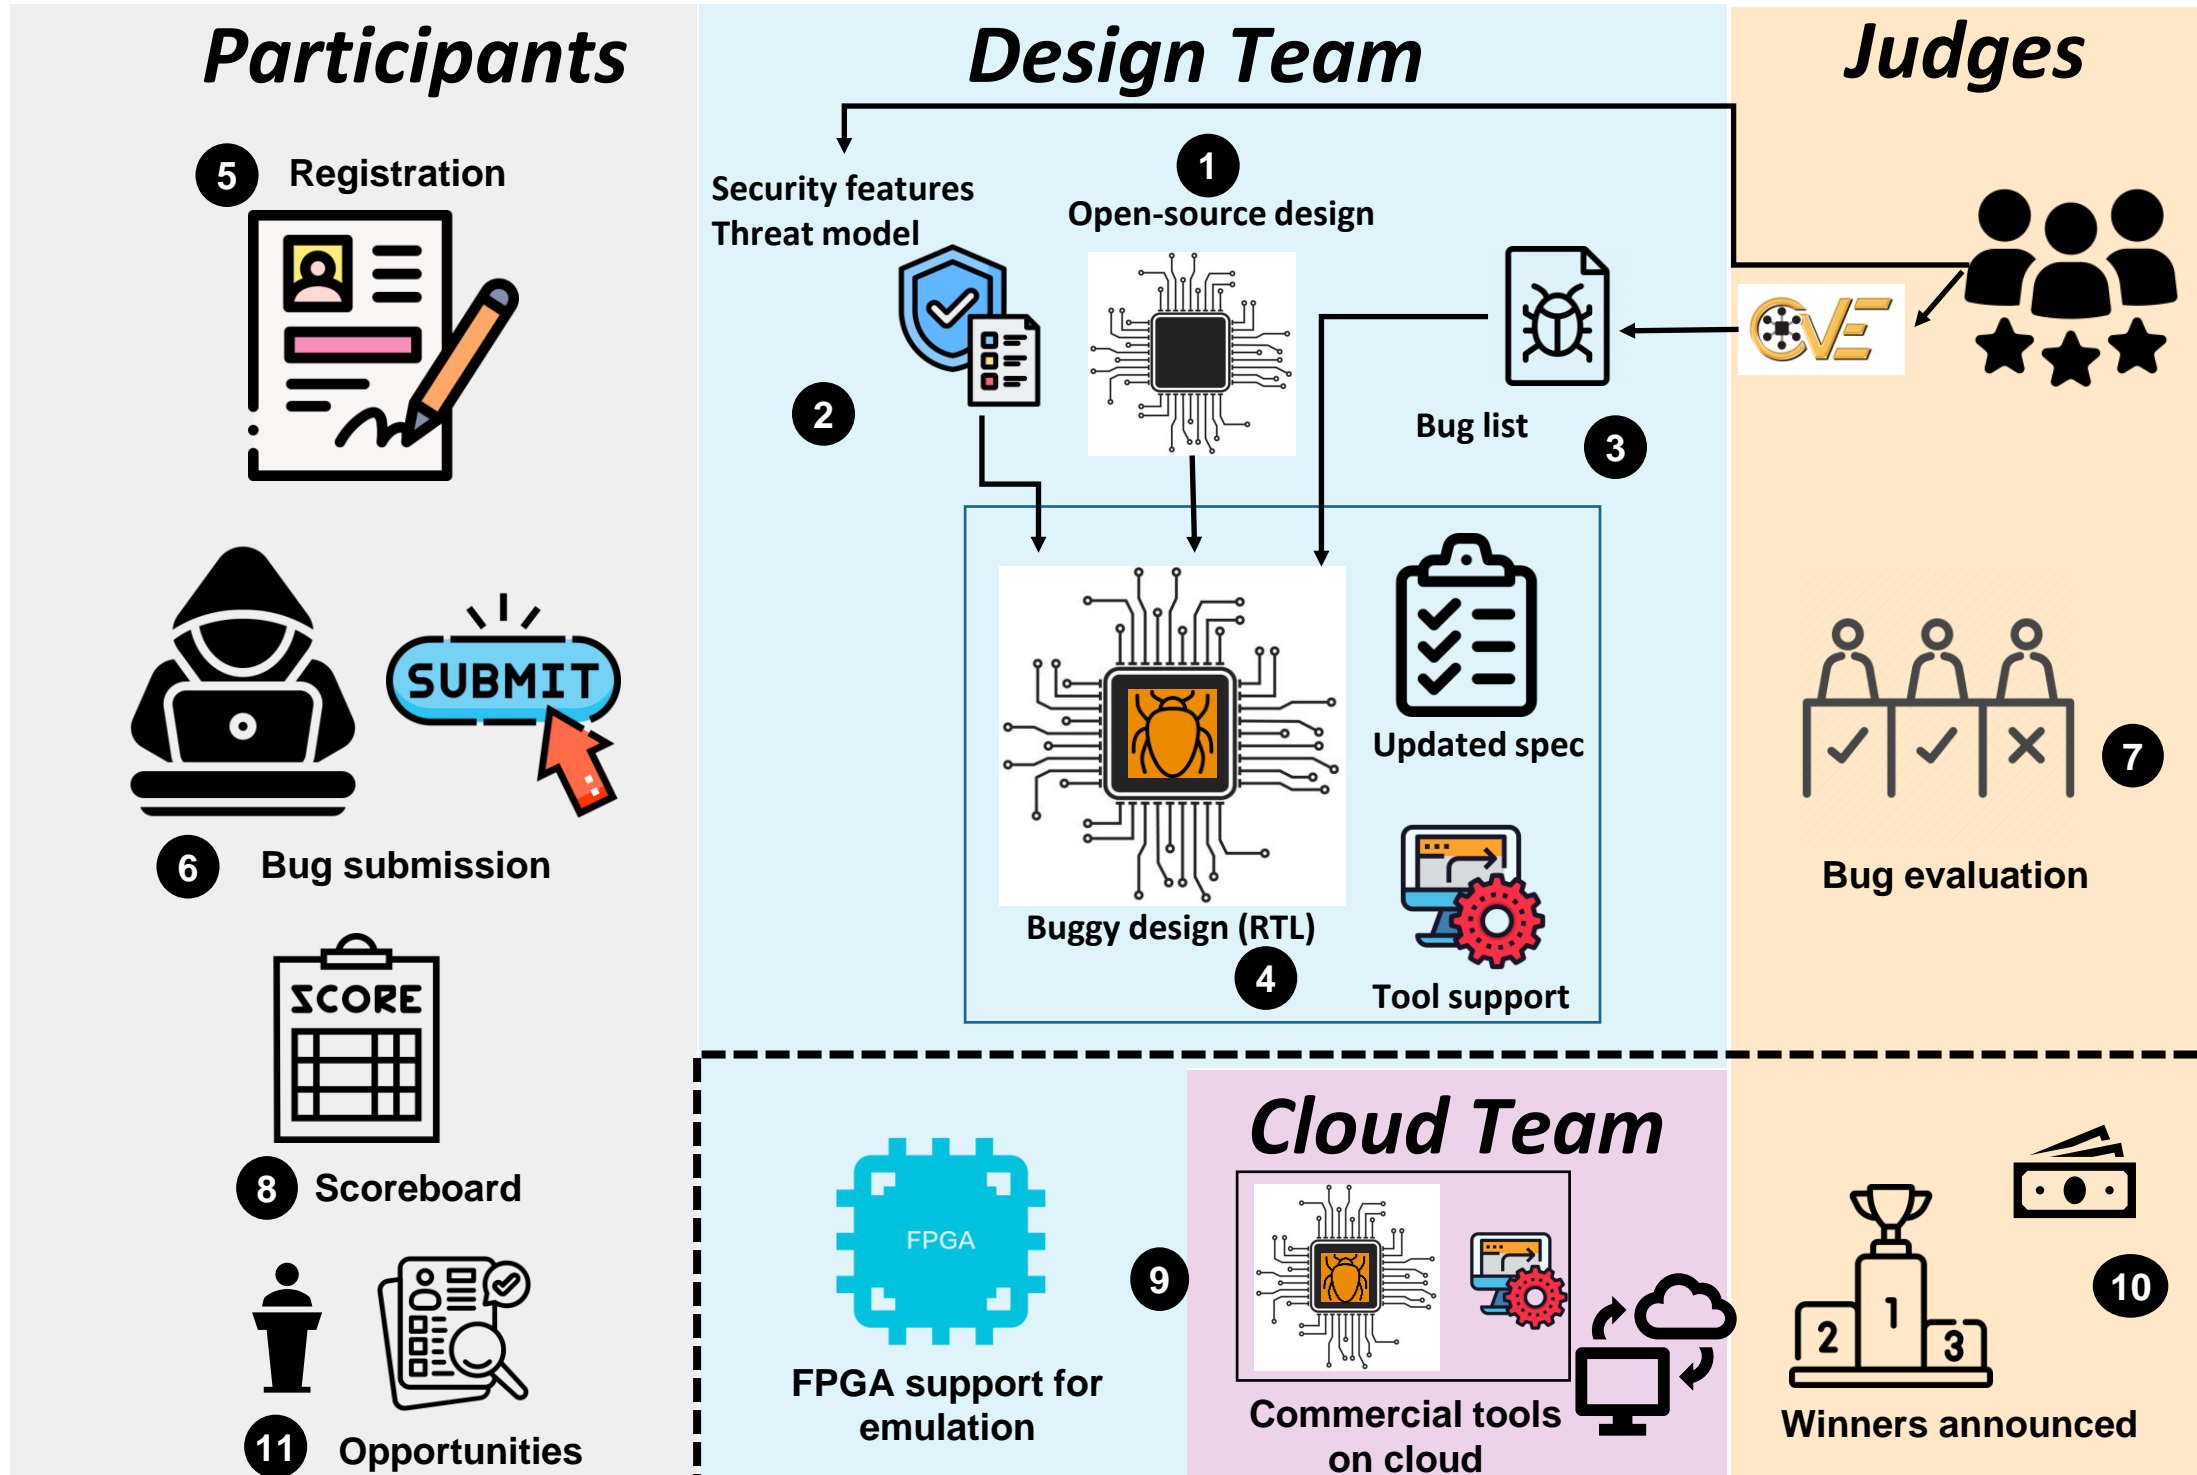 Participants
Design Team
Judges
5
Registration
1
Security features
Threat model
Open-source design
CVE
2
Bug list
3
SUBMIT
Updated spec
7
6
Bug submission
Bug evaluation
Buggy design (RTL)
4
Tool support
SCORE
8
Scoreboard
Cloud Team
FPGA
9
10
1
2
3
FPGA support for
emulation
Commercial tools
on cloud
Winners announced
11
Opportunities